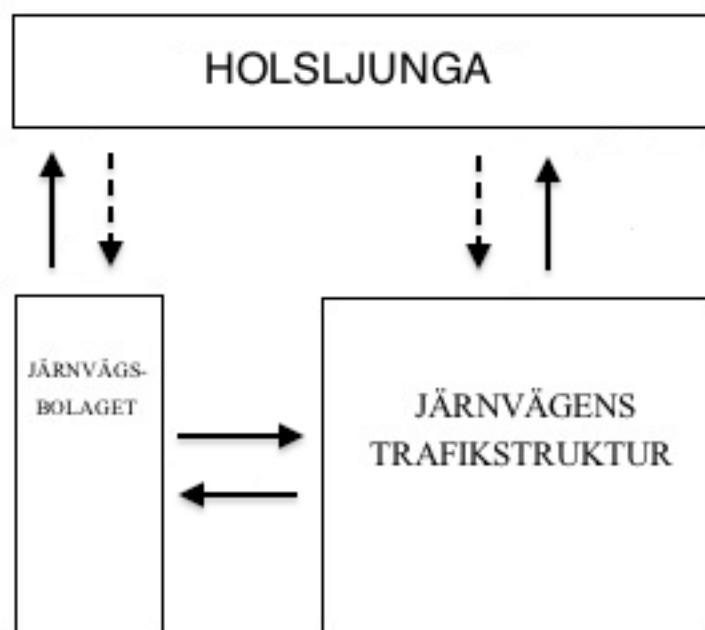 HOLSLJUNGA
JÄRNVÄGS-
BOLAGET
JÄRNVÄGENS
TRAFIKSTRUKTUR